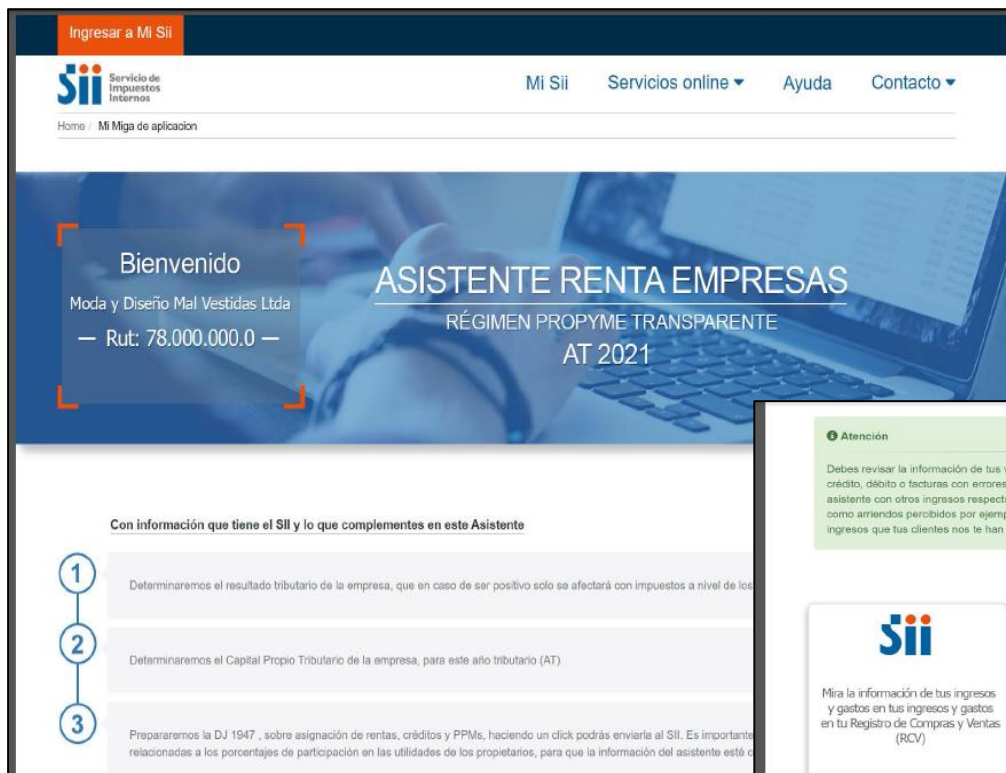 Ingresar a Mi Sii
Sii Servicio de
Impuestos
Internos
Mi Sii Servicios online Ayuda Contacto
Home / Mi Miga de aplicacion
Bienvenido
Moda y Diseño Mal Vestidas Ltda
— Rut: 78.000.000.0 —
ASISTENTE RENTA EMPRESAS
RÉGIMEN PROPYME TRANSPARENTE
AT 2021
Con información que tiene el SII y lo que complementes en este Asistente
1
Determinaremos el resultado tributario de la empresa, que en caso de ser positivo solo se afectará con impuestos a nivel de los
2
Determinaremos el Capital Propio Tributario de la empresa, para este año tributario (AT)
3
Prepararemos la DJ 1947 , sobre asignación de rentas, créditos y PPMs, haciendo un click podrás enviarla al SII. Es importante
relacionadas a los porcentajes de participación en las utilidades de los propietarios, para que la información del asistente esté
Atención
Debes revisar la información de tus
crédito, débito o facturas con errores
asistente con otros ingresos
como arriendos percibidos por
ingresos que tus clientes nos te han
Sii
Mira la información de tus ingresos
y gastos en tus ingresos y gastos
en tu Registro de Compras y Ventas
(RCV)